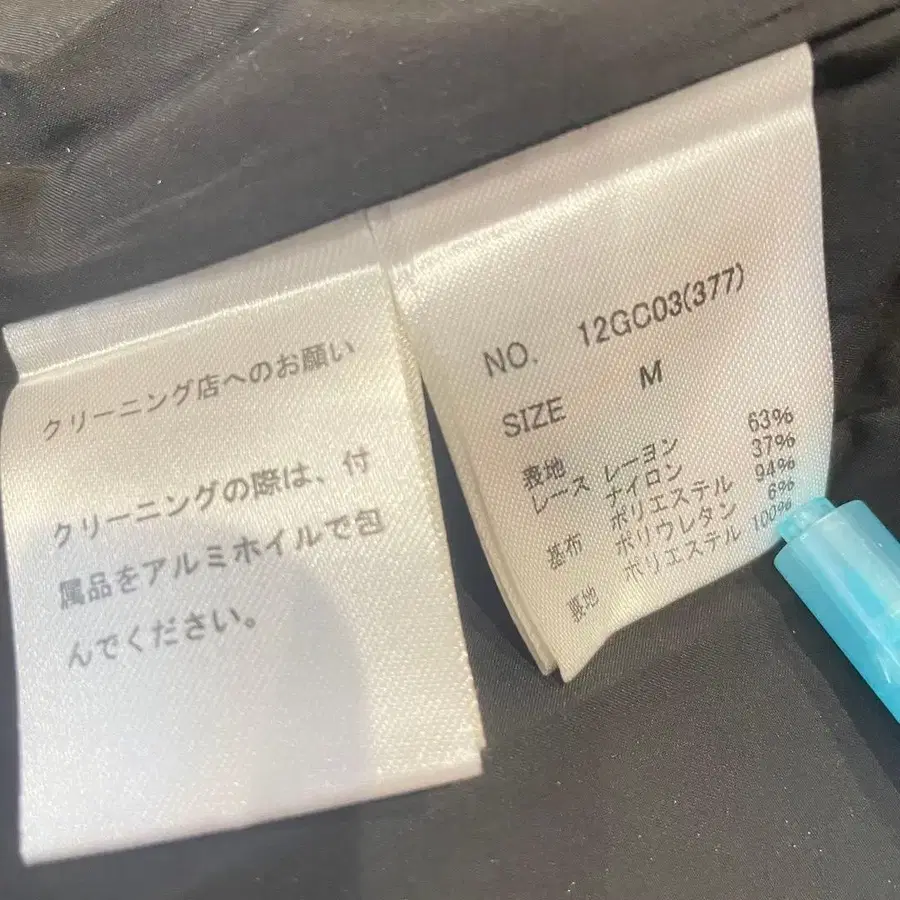 クリーニング店へのお願い
クリーニングの際は、付
属品をアルミホイルで包
んでください。
NO. 12GC03(377)
SIZE M
表地
レース レーヨン 63%
ナイロン 37%
基布 ポリエステル 94%
ポリウレタン 6%
裏地 ポリエステル 100%